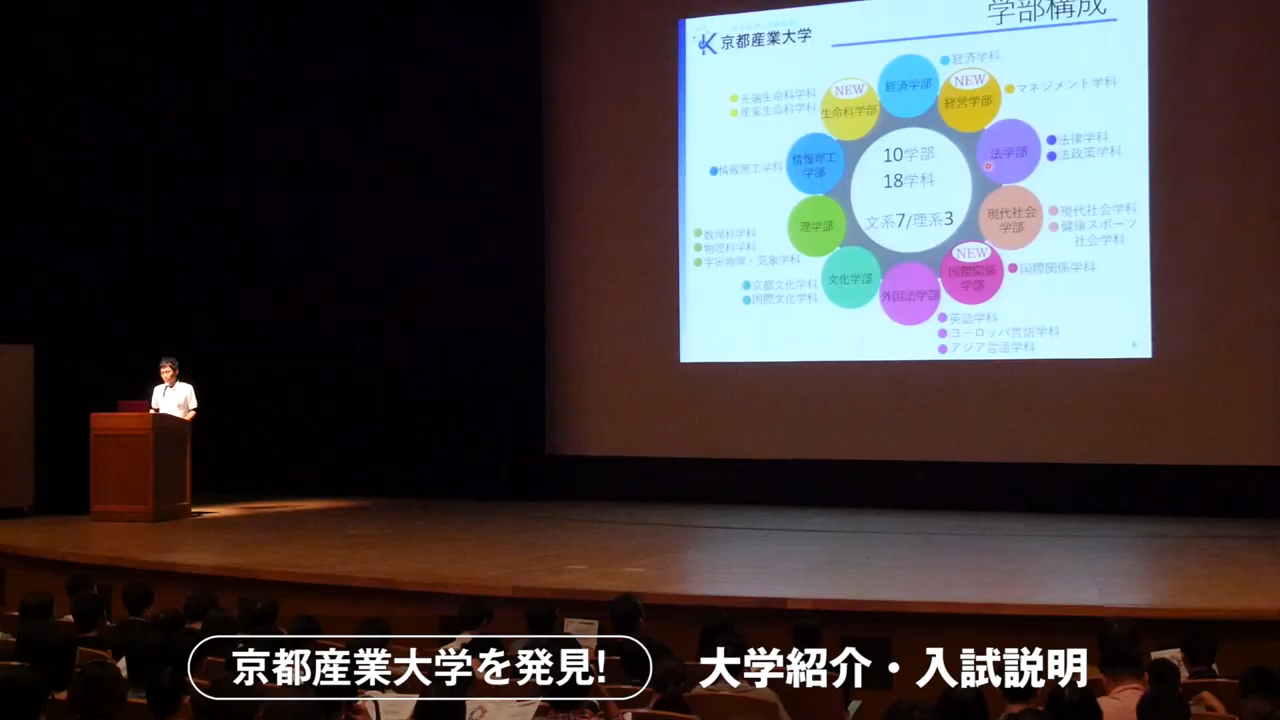 学部構成
京都産業大学
経済学部
経済学科
NEW
経営学部
マネジメント学科
法学部
法律学科
法政策学科
現代社会
学部
現代社会学科
健康スポーツ
社会学科
NEW
国際関係
学部
国際関係学科
外国語学部
英語学科
ヨーロッパ言語学科
アジア言語学科
文化学部
京都文化学科
国際文化学科
理学部
数理科学科
物理科学科
宇宙物理・気象学科
情報理工
学部
情報理工学科
NEW
生命科学部
先端生命科学科
産業生命科学科
10学部
18学科
文系7/理系3
6
京都産業大学を発見!
大学紹介・入試説明